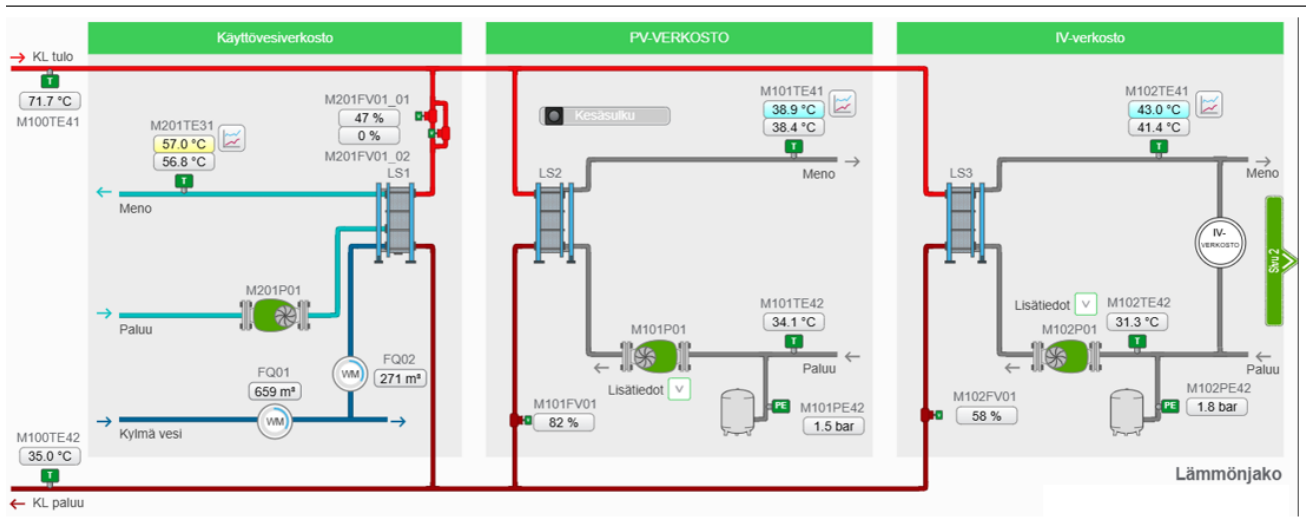 Käyttövesiverkosto
PV-VERKOSTO
IV-verkosto
→ KL tulo
T
71.7 °C
M100TE41
M201TE31
57.0 °C
56.8 °C
T
M201FV01_01
47 %
0 %
M201FV01_02
LS1
← Meno
M201P01
→ Paluu
FQ01
659 m³
WM
FQ02
271 m³
WM
→ Kylmä vesi →
M100TE42
35.0 °C
T
← KL paluu
Kesäsulku
M101TE41
38.9 °C
38.4 °C
T
LS2
→ Meno
M101TE42
34.1 °C
T
M101P01
Lisätiedot
← Paluu
M101FV01
82 %
PE
M101PE42
1.5 bar
M102TE41
43.0 °C
41.4 °C
T
LS3
→ Meno
IV-
VERKOSTO
Sivu 2
Lisätiedot
M102TE42
31.3 °C
T
M102P01
← Paluu
M102FV01
58 %
PE
M102PE42
1.8 bar
Lämmönjako